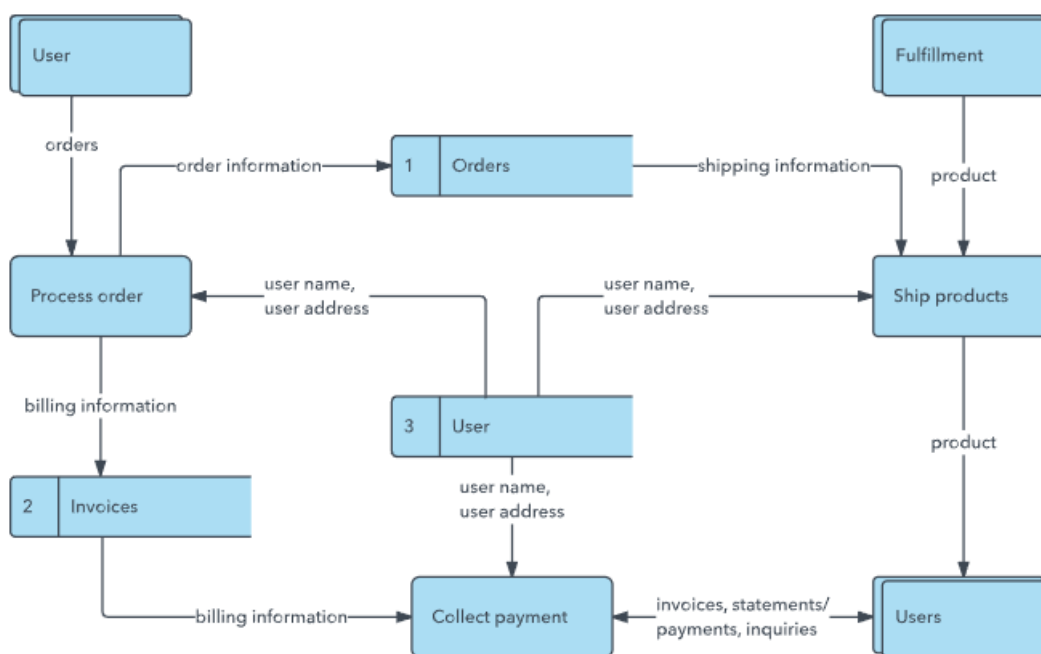 User
Fulfillment
orders
order information
1
Orders
shipping information
product
Process order
user name,
user address
user name,
user address
Ship products
billing information
3
User
product
2
Invoices
user name,
user address
billing information
Collect payment
invoices, statements/
payments, inquiries
Users